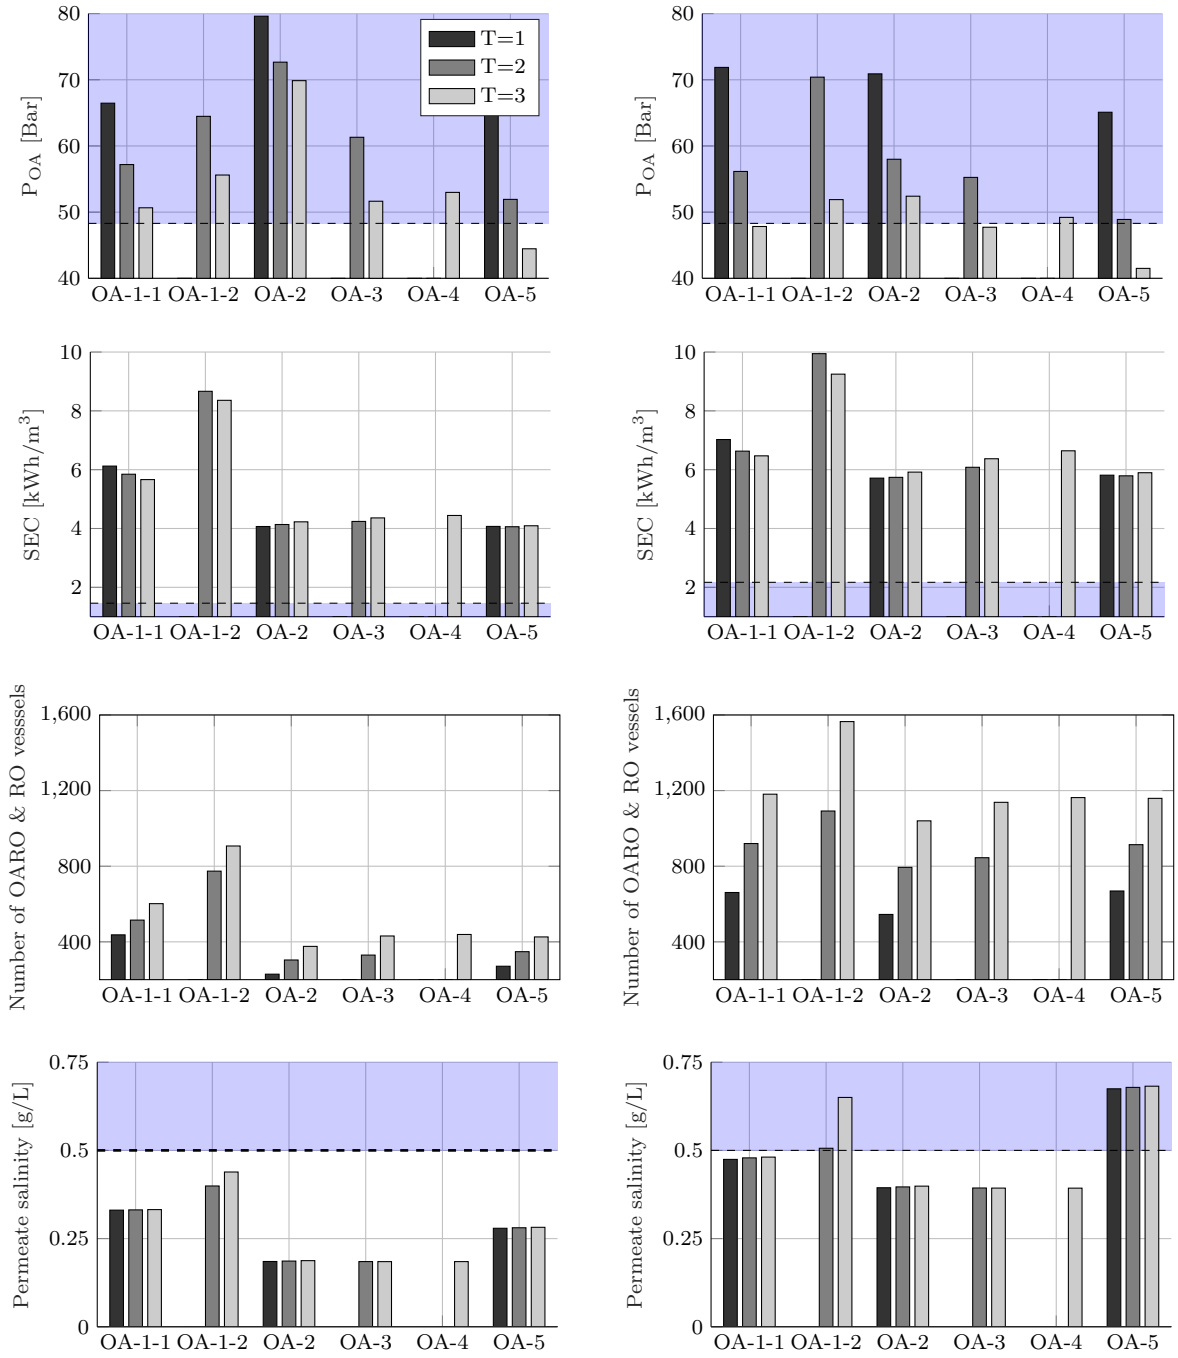 80
70
60
50
40
P_OA [Bar]
T=1
T=2
T=3
OA-1-1 OA-1-2 OA-2 OA-3 OA-4 OA-5
80
70
60
50
40
P_OA [Bar]
OA-1-1 OA-1-2 OA-2 OA-3 OA-4 OA-5
10
8
6
4
2
SEC [kWh/m³]
OA-1-1 OA-1-2 OA-2 OA-3 OA-4 OA-5
10
8
6
4
2
SEC [kWh/m³]
OA-1-1 OA-1-2 OA-2 OA-3 OA-4 OA-5
1,600
1,200
800
400
Number of OARO & RO vesssels
OA-1-1 OA-1-2 OA-2 OA-3 OA-4 OA-5
1,600
1,200
800
400
Number of OARO & RO vessels
OA-1-1 OA-1-2 OA-2 OA-3 OA-4 OA-5
0.75
0.5
0.25
0
Permeate salinity [g/L]
OA-1-1 OA-1-2 OA-2 OA-3 OA-4 OA-5
0.75
0.5
0.25
0
Permeate salinity [g/L]
OA-1-1 OA-1-2 OA-2 OA-3 OA-4 OA-5